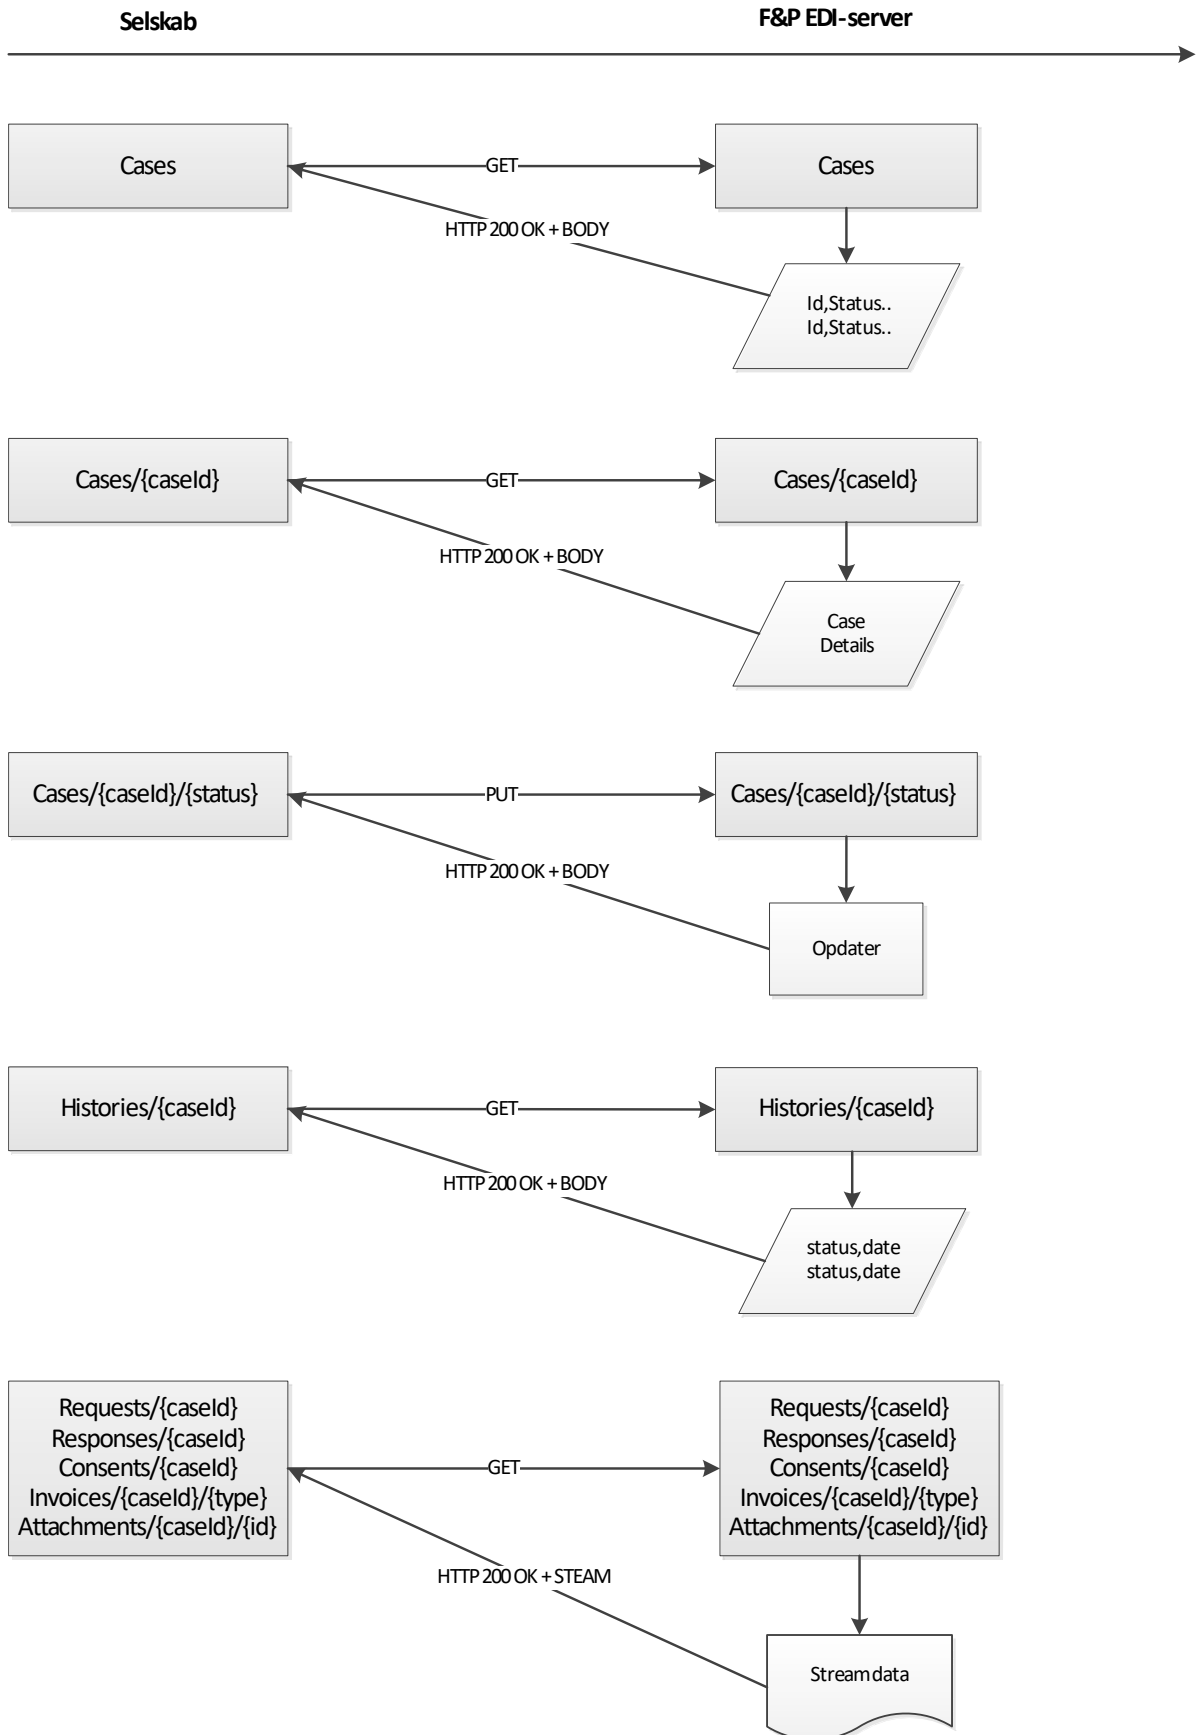 Selskab
F&P EDI-server
Cases
GET
Cases
HTTP 200 OK + BODY
Id,Status..
Id,Status..
Cases/{caseId}
GET
Cases/{caseId}
HTTP 200 OK + BODY
Case
Details
Cases/{caseId}/{status}
PUT
Cases/{caseId}/{status}
HTTP 200 OK + BODY
Opdater
Histories/{caseId}
GET
Histories/{caseId}
HTTP 200 OK + BODY
status,date
status,date
Requests/{caseId}
Responses/{caseId}
Consents/{caseId}
Invoices/{caseId}/{type}
Attachments/{caseId}/{id}
GET
Requests/{caseId}
Responses/{caseId}
Consents/{caseId}
Invoices/{caseId}/{type}
Attachments/{caseId}/{id}
HTTP 200 OK + STEAM
Stream data